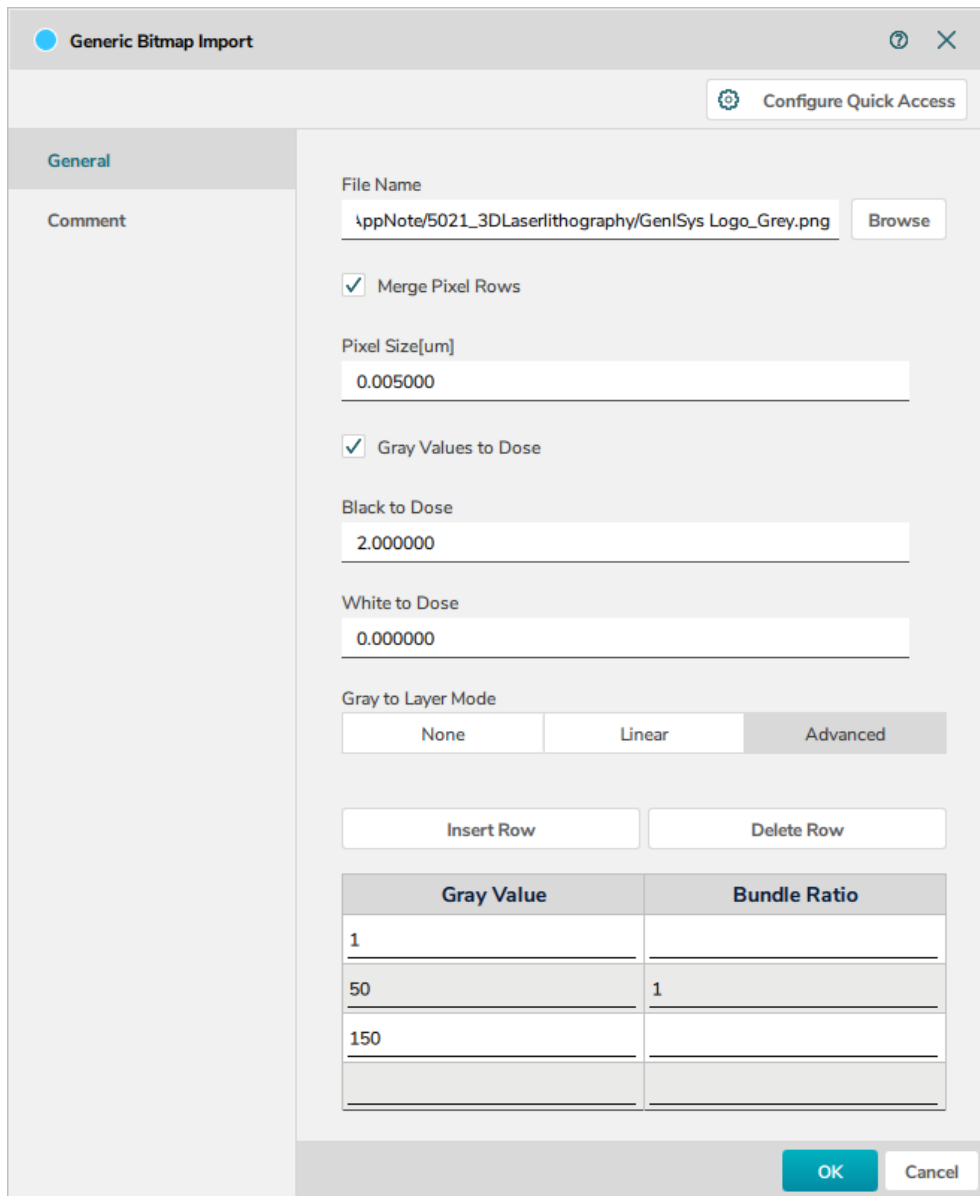 Generic Bitmap Import
Configure Quick Access
General
Comment
File Name
AppNote/5021_3DLaserlithography/GenISys Logo_Grey.png
Browse
Merge Pixel Rows
Pixel Size[um]
0.005000
Gray Values to Dose
Black to Dose
2.000000
White to Dose
0.000000
Gray to Layer Mode
None Linear Advanced
Insert Row Delete Row
Gray Value Bundle Ratio
1
50 1
150
OK Cancel